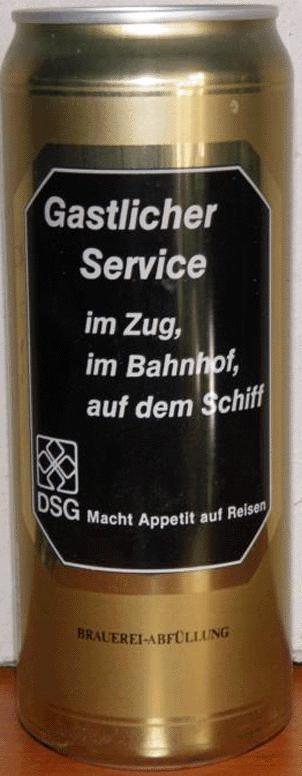 Gastlicher
Service
im Zug,
im Bahnhof,
auf dem Schiff
DSG Macht Appetit auf Reisen
BRAUEREI-ABFÜLLUNG